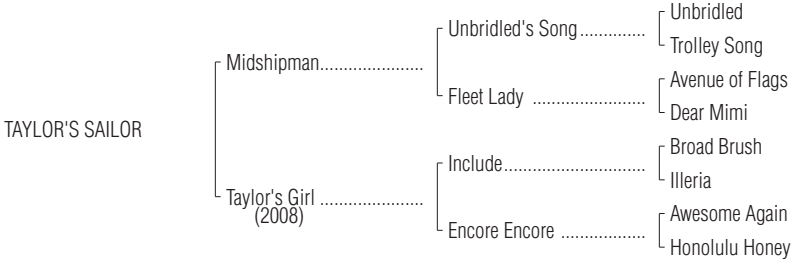 Unbridled
Unbridled's Song..............
Trolley Song
Midshipman......................
Avenue of Flags
Fleet Lady ........................
Dear Mimi
TAYLOR'S SAILOR
Broad Brush
Include..............................
Illeria
Taylor's Girl ......................
(2008)
Awesome Again
Encore Encore ..................
Honolulu Honey